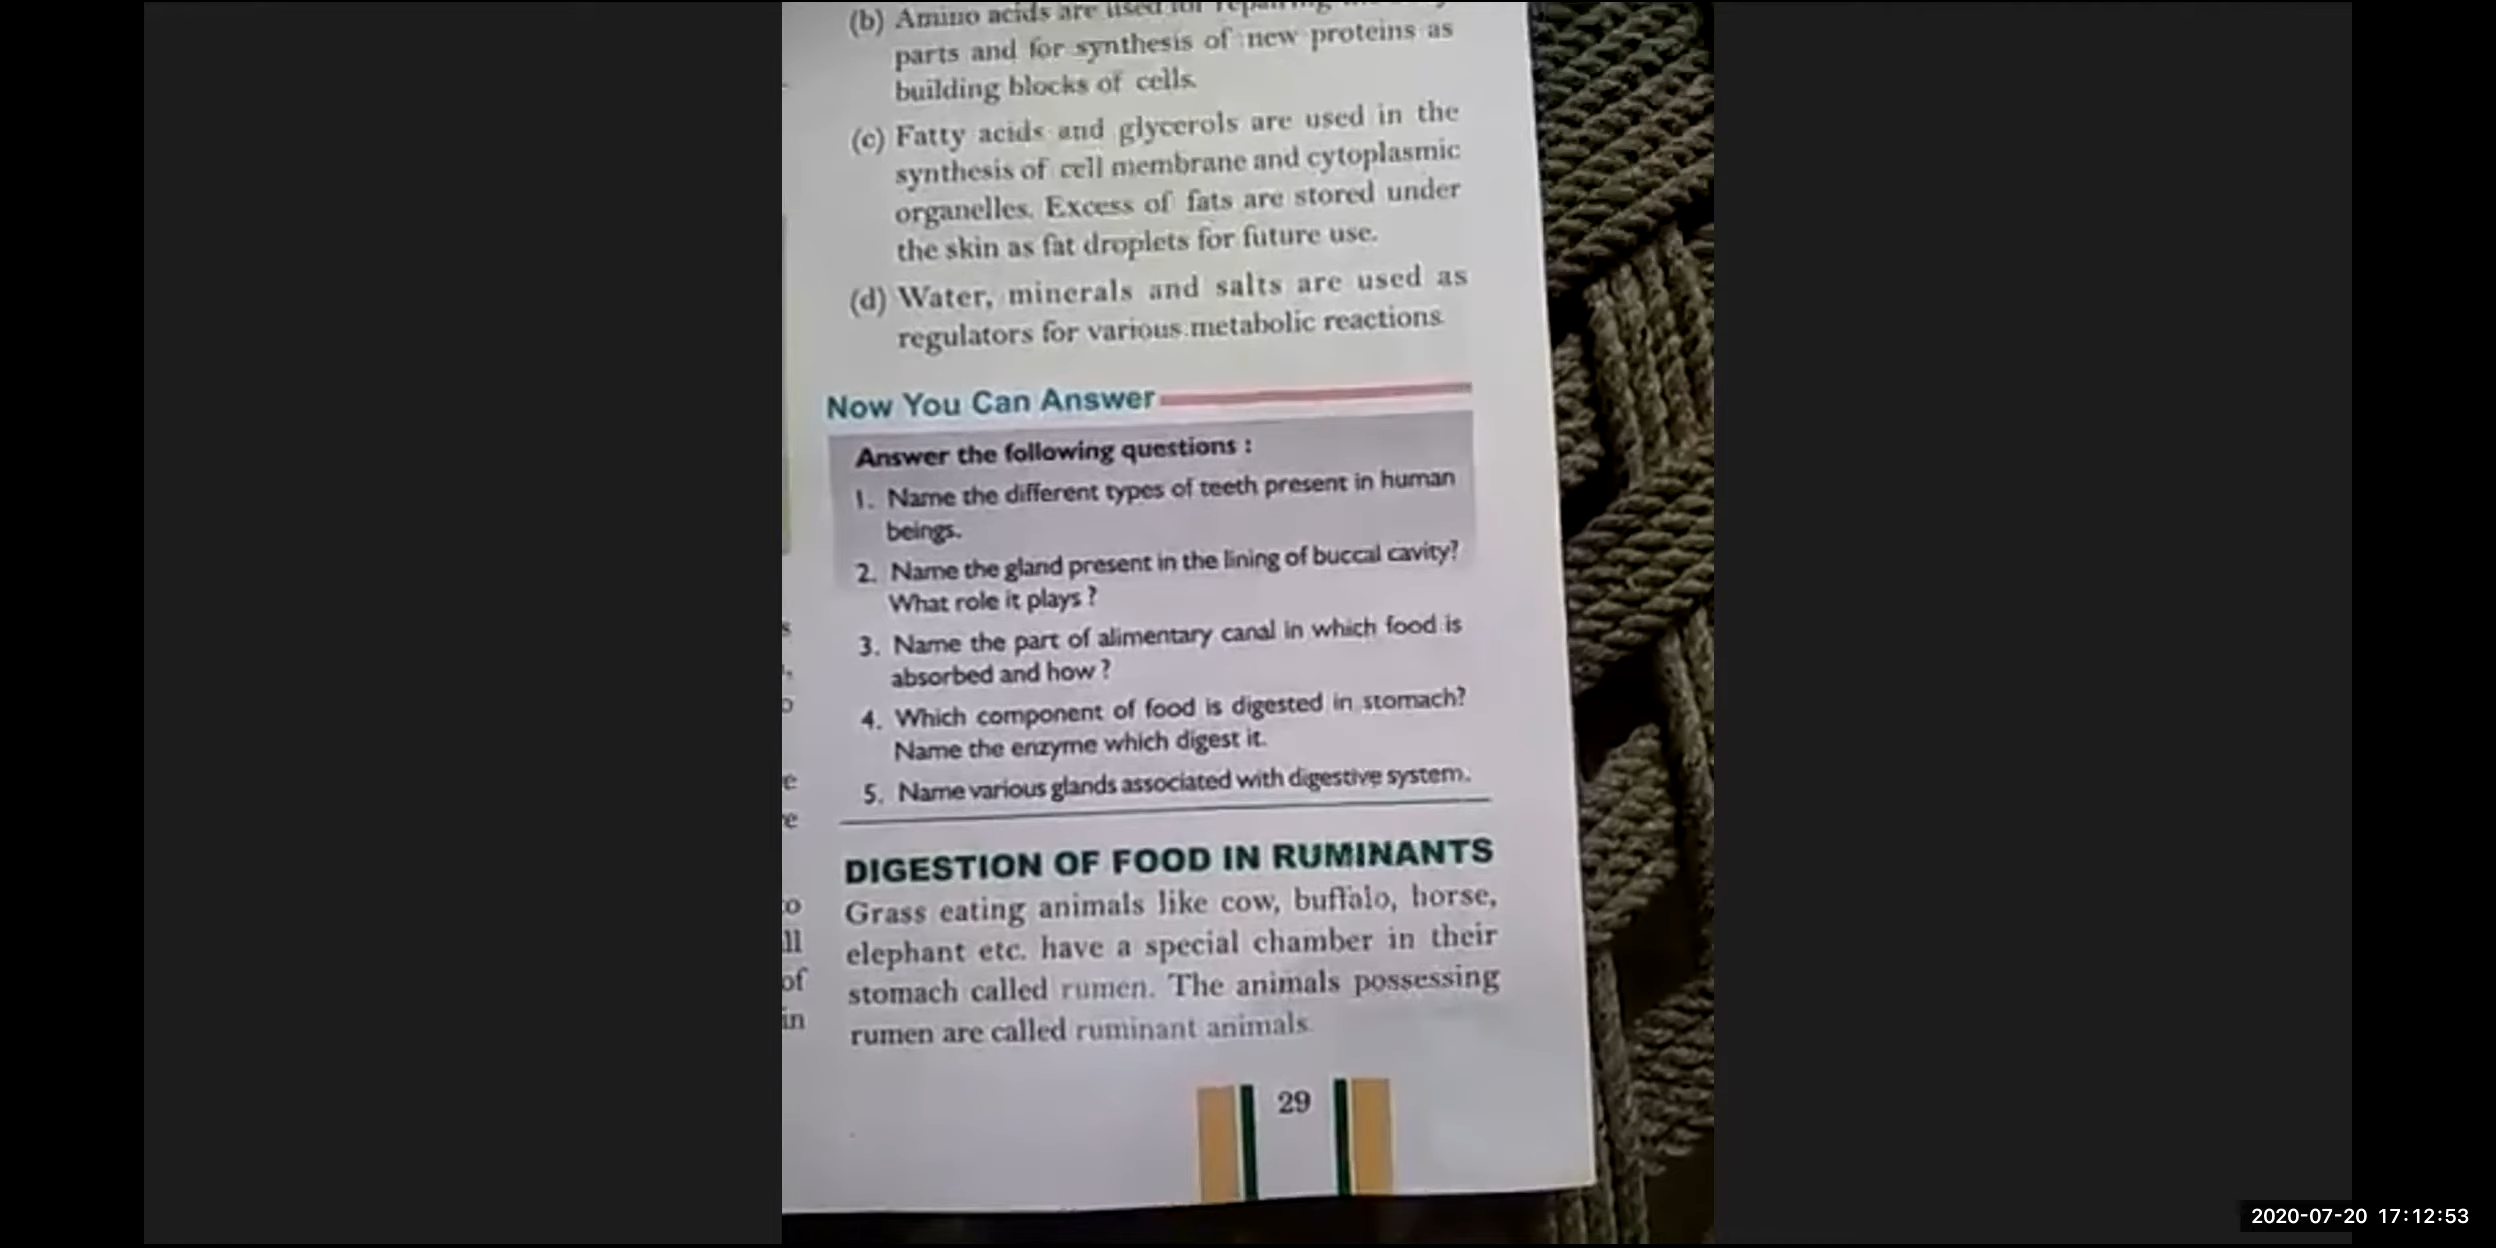 (b) Amino acids are used for repairing
parts and for synthesis of new proteins as
building blocks of cells.
(c) Fatty acids and glycerols are used in the
synthesis of cell membrane and cytoplasmic
organelles. Excess of fats are stored under
the skin as fat droplets for future use.
(d) Water, minerals and salts are used as
regulators for various metabolic reactions.
Now You Can Answer
Answer the following questions :
1. Name the different types of teeth present in human
beings.
2. Name the gland present in the lining of buccal cavity?
What role it plays ?
3. Name the part of alimentary canal in which food is
absorbed and how ?
4. Which component of food is digested in stomach?
Name the enzyme which digest it.
5. Name various glands associated with digestive system.
DIGESTION OF FOOD IN RUMINANTS
Grass eating animals like cow, buffalo, horse,
elephant etc. have a special chamber in their
stomach called rumen. The animals possessing
rumen are called ruminant animals.
29
2020-07-20 17:12:53